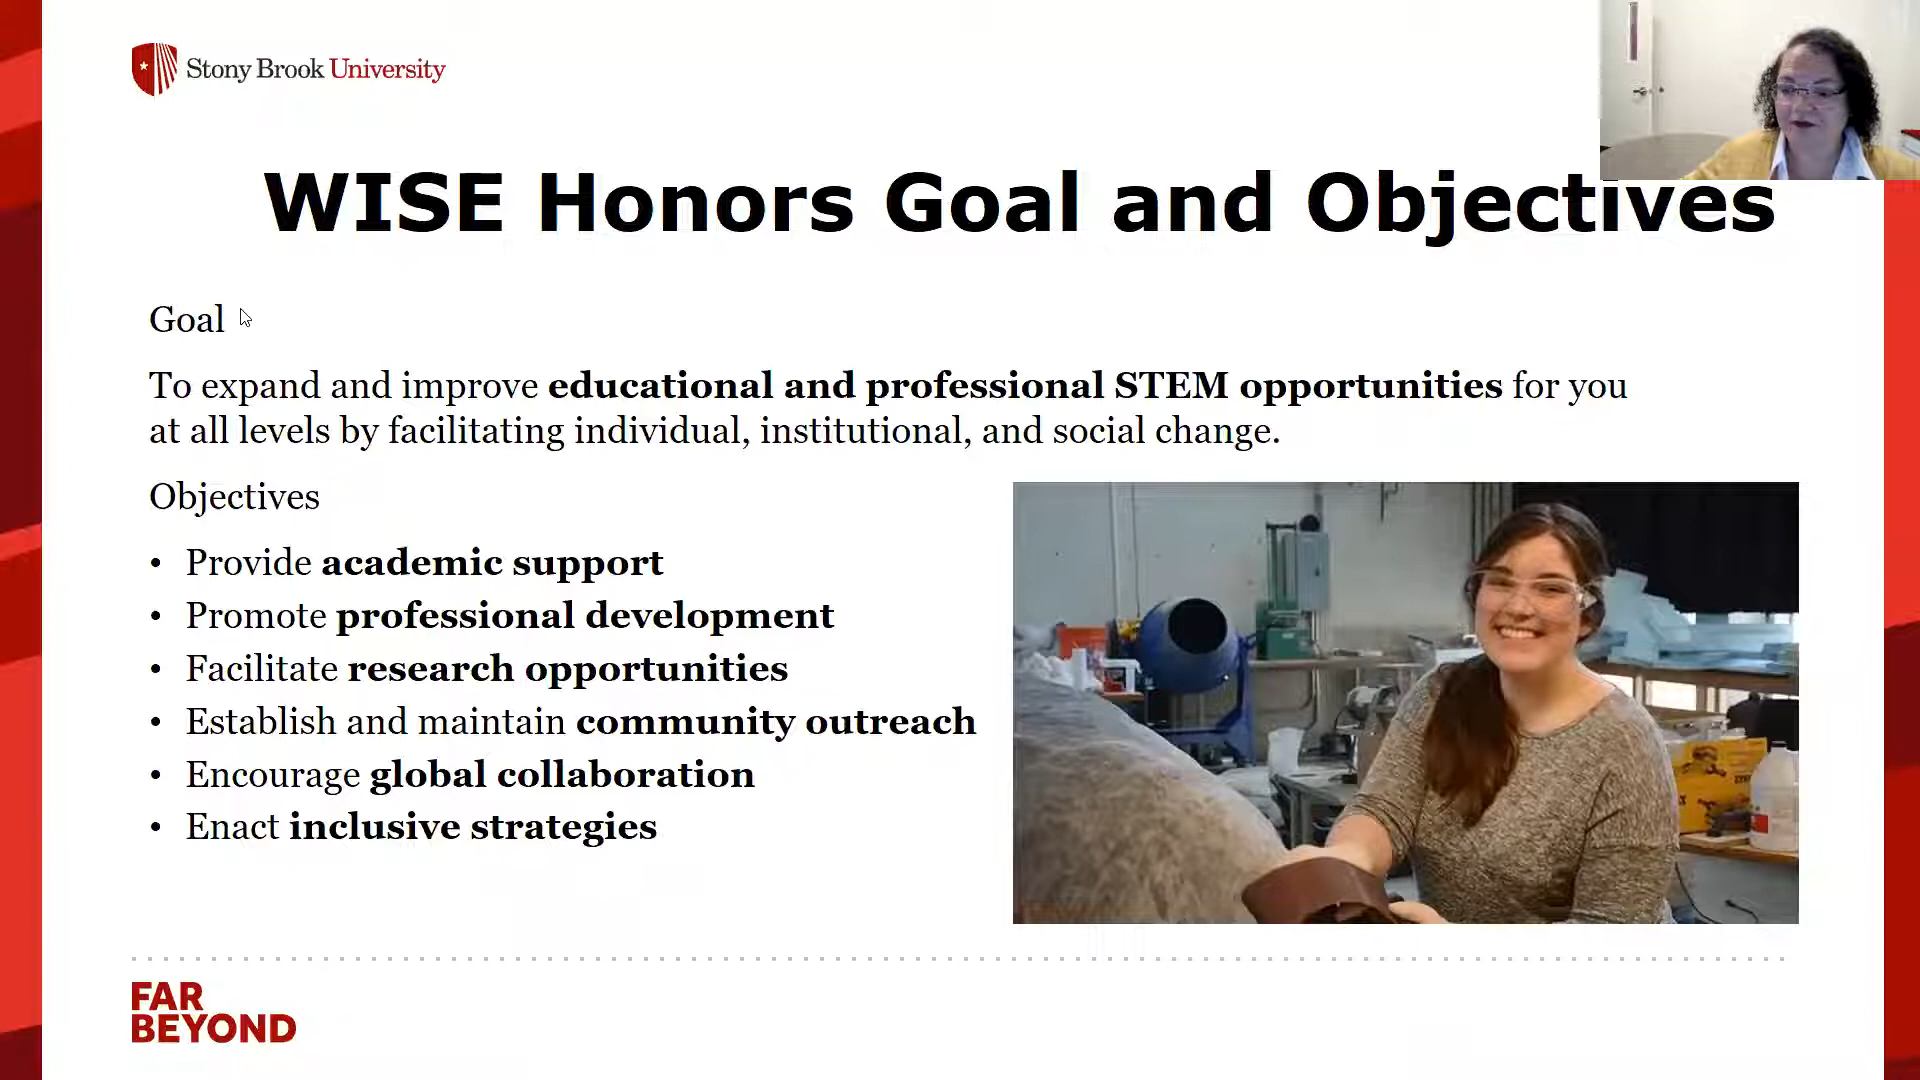 Stony Brook University
WISE Honors Goal and Objectives
Goal
To expand and improve educational and professional STEM opportunities for you
at all levels by facilitating individual, institutional, and social change.
Objectives
• Provide academic support
• Promote professional development
• Facilitate research opportunities
• Establish and maintain community outreach
• Encourage global collaboration
• Enact inclusive strategies
FAR
BEYOND